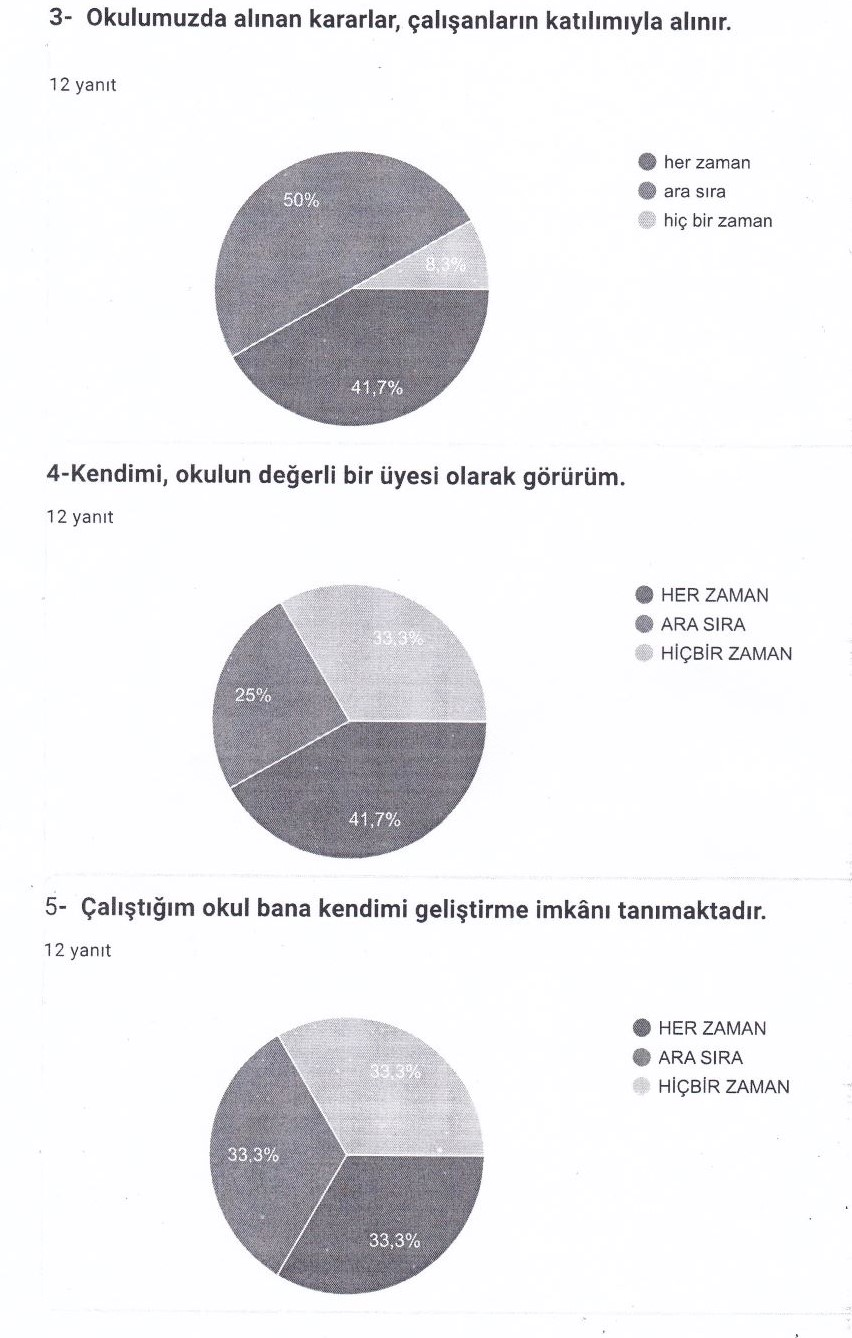 3- Okulumuzda alınan kararlar, çalışanların katılımıyla alınır.
12 yanıt
her zaman
ara sıra
hiç bir zaman
50%
8,3%
41,7%
4-Kendimi, okulun değerli bir üyesi olarak görürüm.
12 yanıt
HER ZAMAN
ARA SIRA
HİÇBİR ZAMAN
33,3%
25%
41,7%
5- Çalıştığım okul bana kendimi geliştirme imkânı tanımaktadır.
12 yanıt
HER ZAMAN
ARA SIRA
HİÇBİR ZAMAN
33,3%
33,3%
33,3%